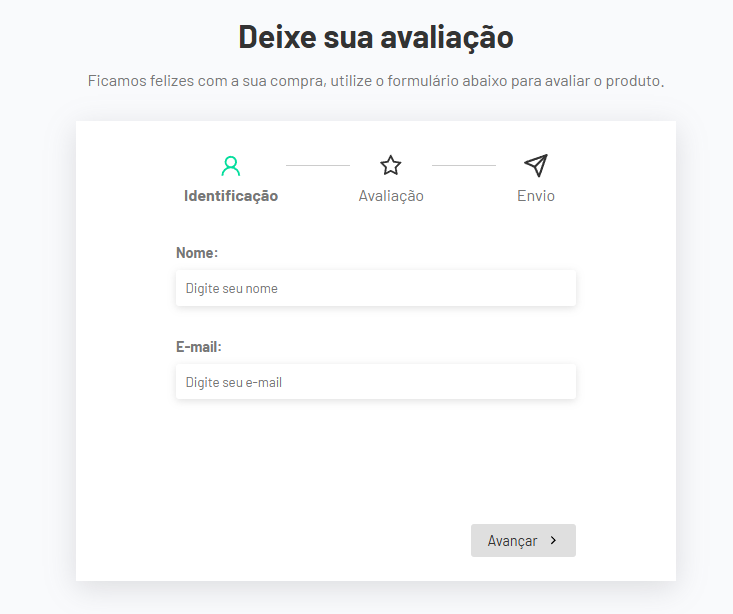 Deixe sua avaliação
Ficamos felizes com a sua compra, utilize o formulário abaixo para avaliar o produto.
Identificação
Avaliação
Envio
Nome:
Digite seu nome
E-mail:
Digite seu e-mail
Avançar